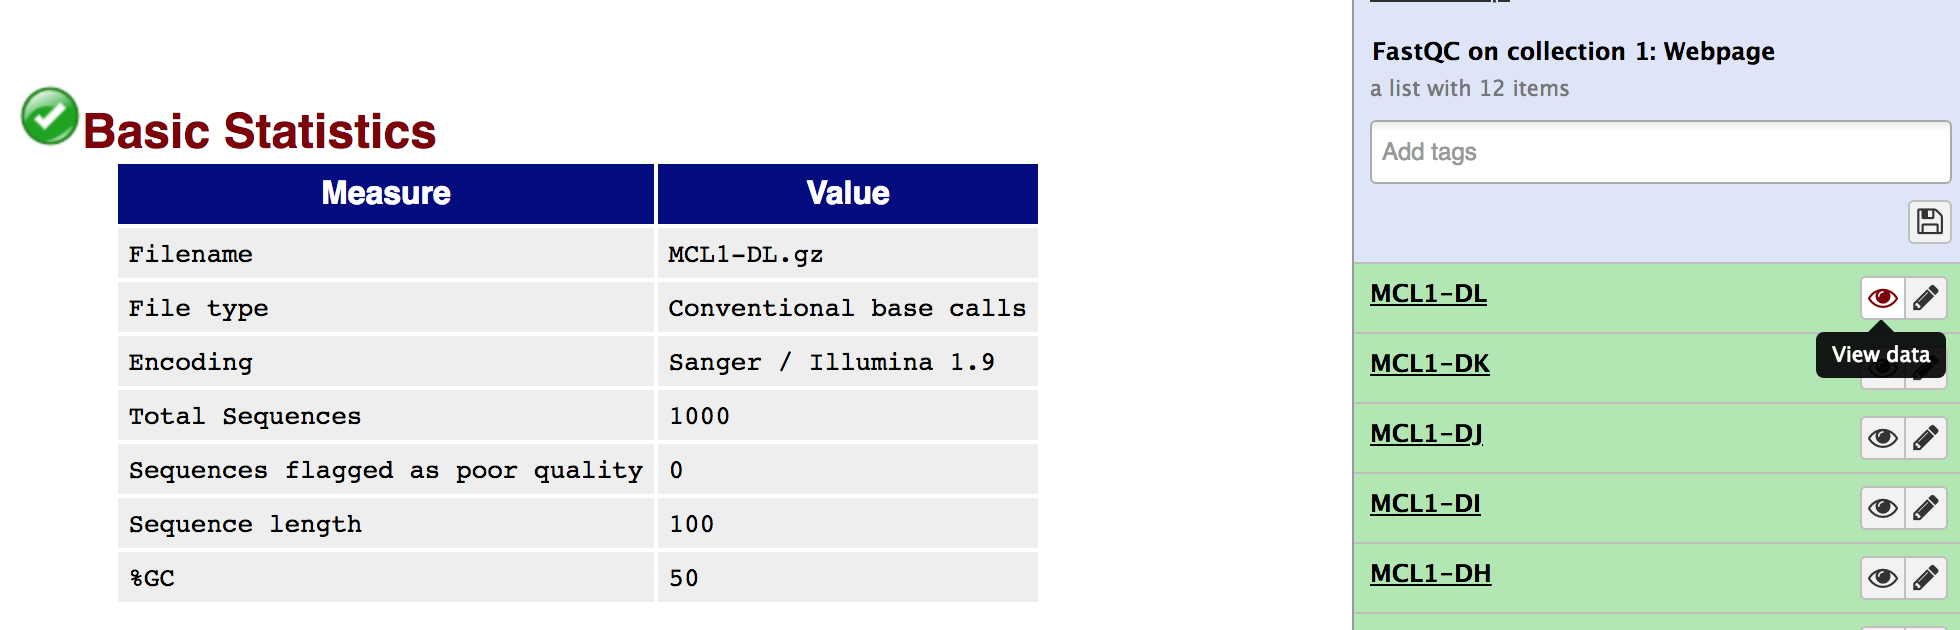 Basic Statistics
Measure Value
Filename MCL1-DL.gz
File type Conventional base calls
Encoding Sanger / Illumina 1.9
Total Sequences 1000
Sequences flagged as poor quality 0
Sequence length 100
%GC 50
FastQC on collection 1: Webpage
a list with 12 items
Add tags
MCL1-DL
View data
MCL1-DK
MCL1-DJ
MCL1-DI
MCL1-DH